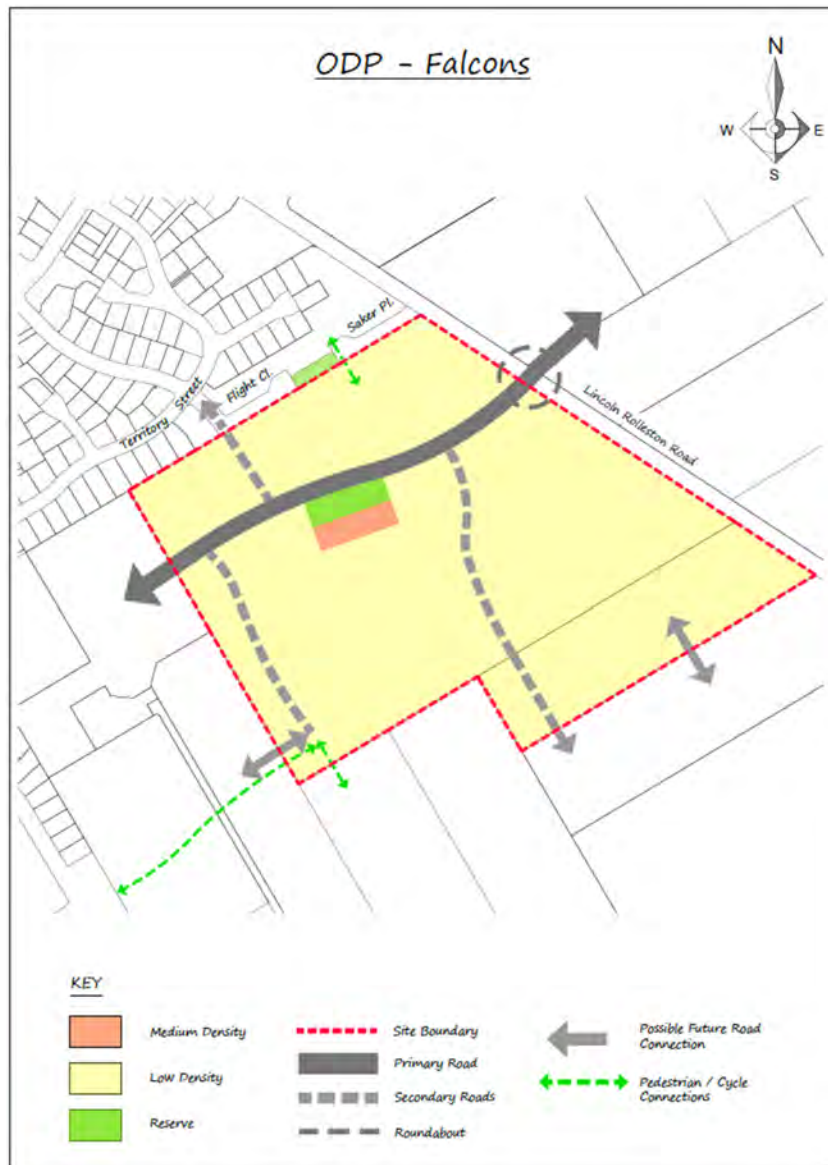 ODP - Falcons
N
W
E
S
Saker Pl.
Flight Cl.
Territory Street
Lincoln Rolleston Road
KEY
Medium Density
Low Density
Reserve
Site Boundary
Primary Road
Secondary Roads
Roundabout
Possible Future Road
Connection
Pedestrian / Cycle
Connections